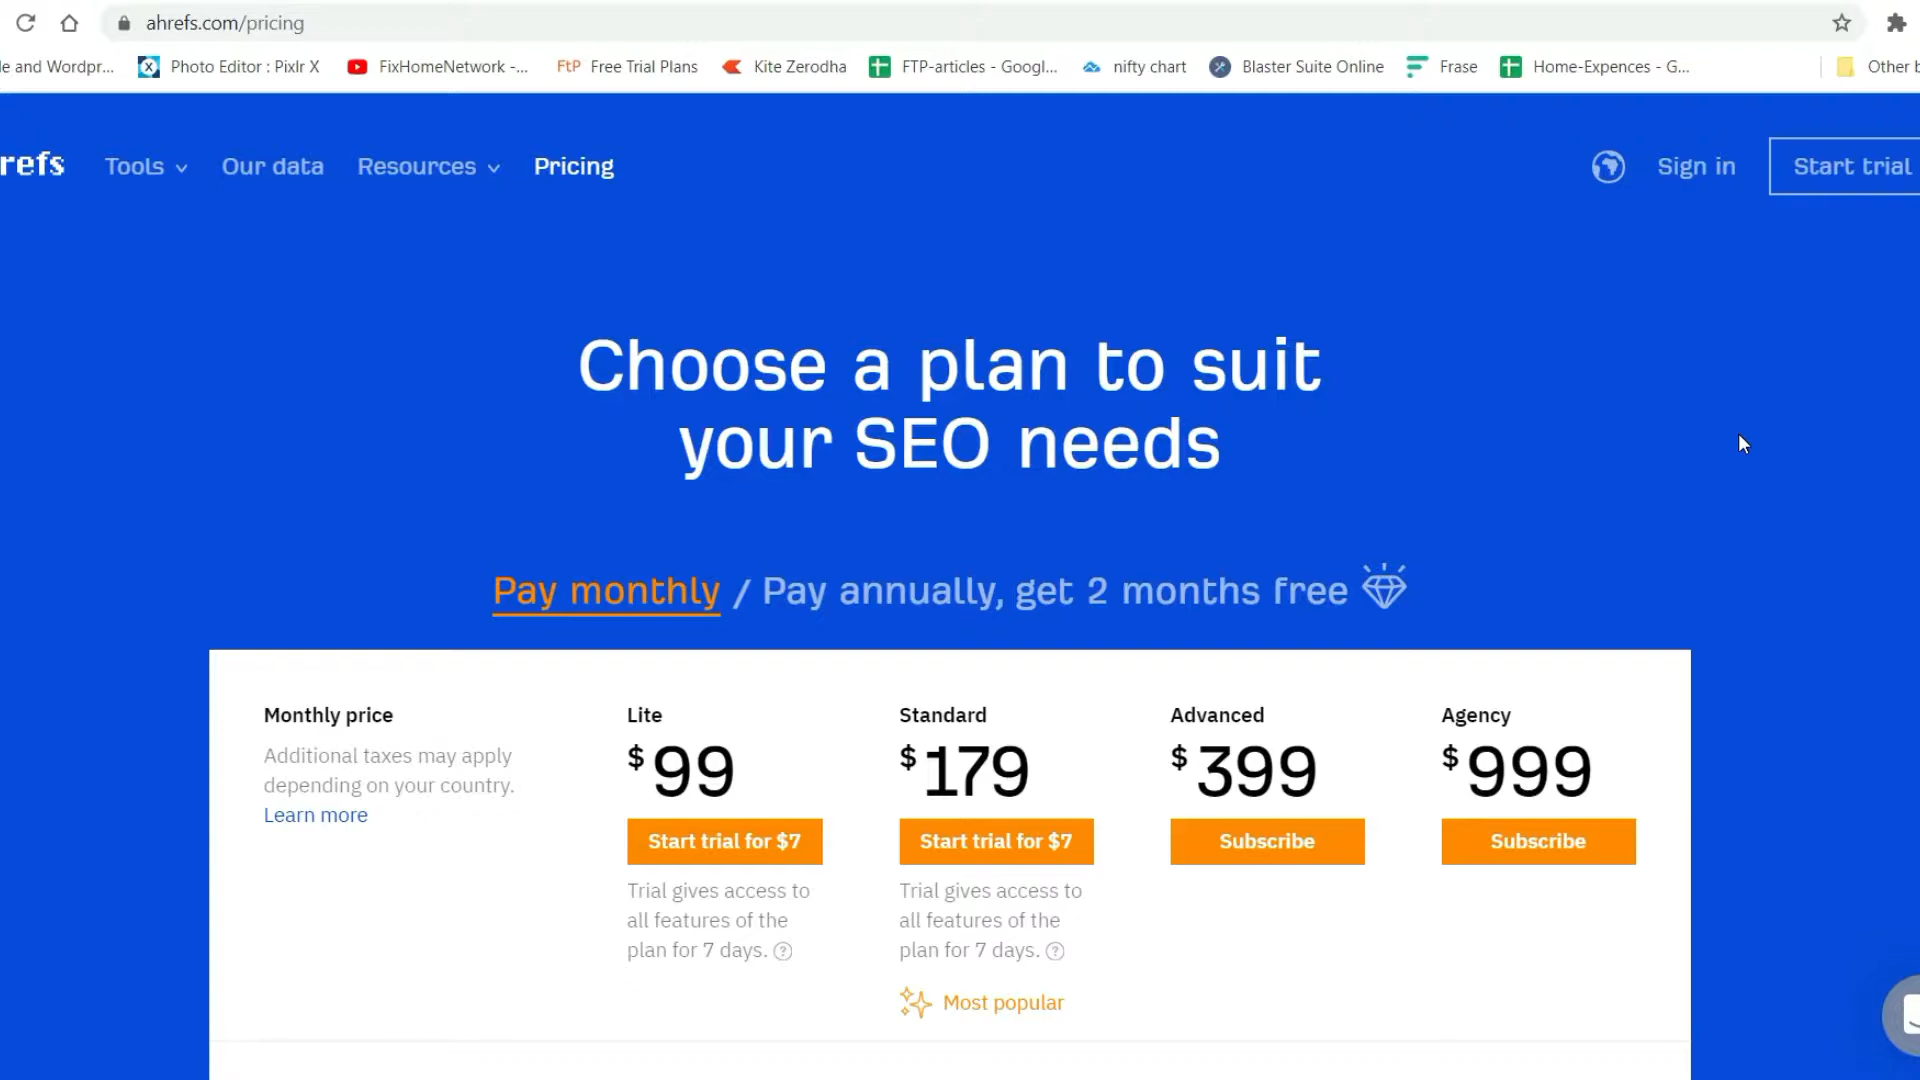 ahrefs.com/pricing
le and Wordpr... Photo Editor : Pixlr X FixHomeNetwork -... FtP Free Trial Plans Kite Zerodha FTP-articles - Googl... nifty chart Blaster Suite Online Frase Home-Expences - G... Other b
refs Tools Our data Resources Pricing Sign in Start trial
Choose a plan to suit
your SEO needs
Pay monthly / Pay annually, get 2 months free
Monthly price
Additional taxes may apply
depending on your country.
Learn more
Lite
$99
Start trial for $7
Trial gives access to
all features of the
plan for 7 days. ?
Standard
$179
Start trial for $7
Trial gives access to
all features of the
plan for 7 days. ?
Most popular
Advanced
$399
Subscribe
Agency
$999
Subscribe